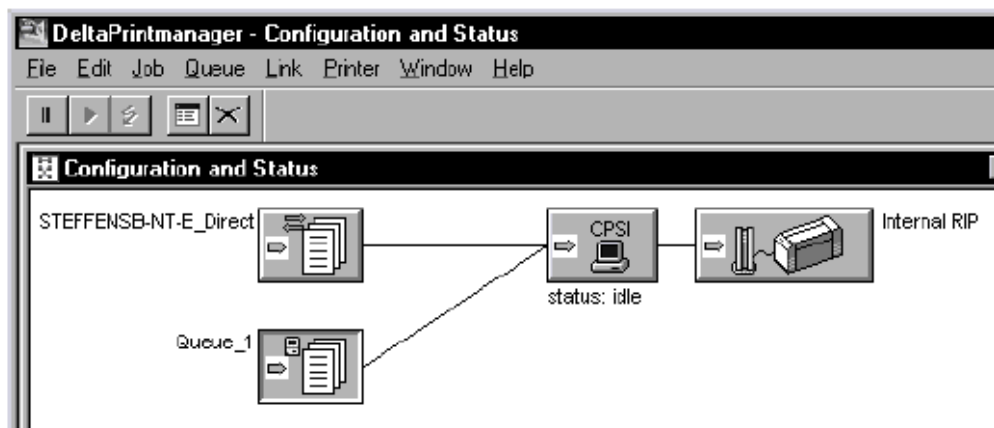 DeltaPrintmanager - Configuration and Status
File Edit Job Queue Link Printer Window Help
Configuration and Status
STEFFENSB-NT-E_Direct
CPSI
Internal RIP
status: idle
Queue_1